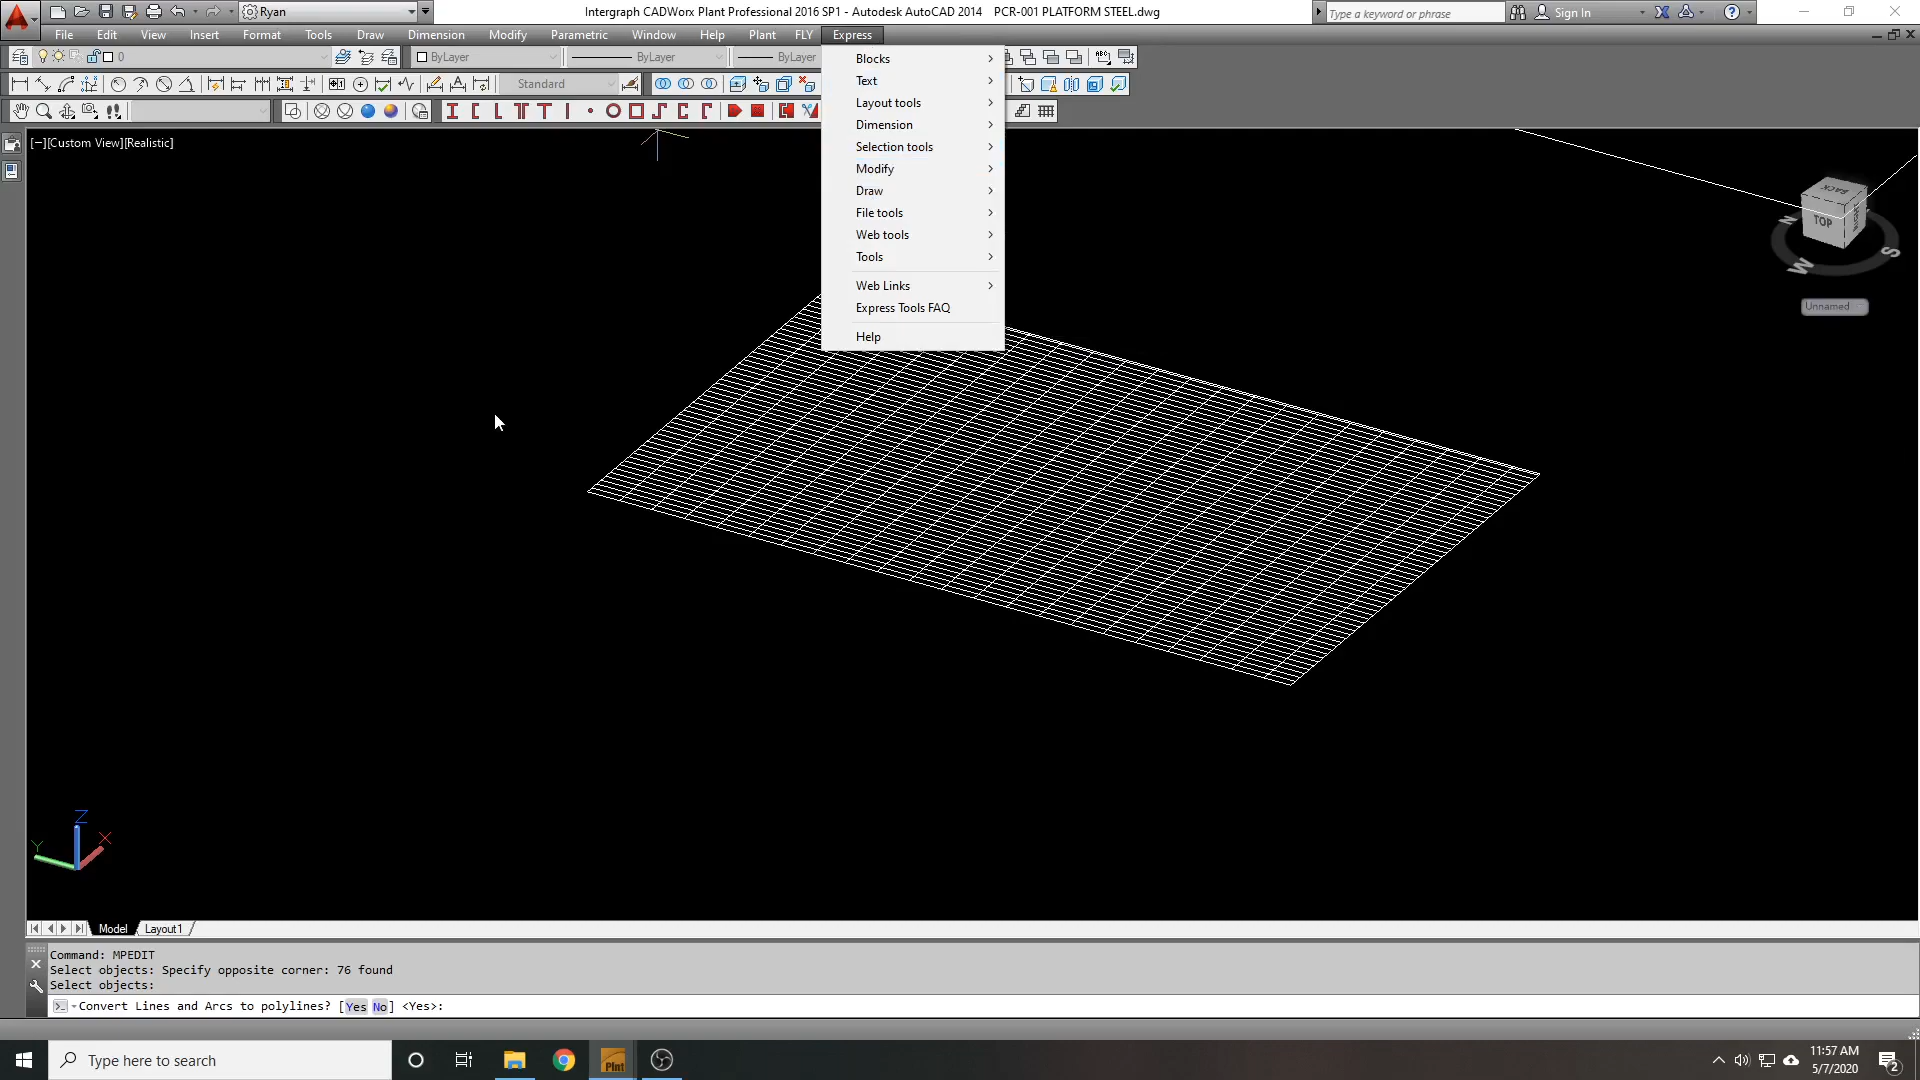 Ryan
Intergraph CADWorx Plant Professional 2016 SP1 - Autodesk AutoCAD 2014 PCR-001 PLATFORM STEEL.dwg
Type a keyword or phrase
Sign In
File Edit View Insert Format Tools Draw Dimension Modify Parametric Window Help Plant FLY Express
0
ByLayer
ByLayer
ByLayer
Standard
Blocks
Text
Layout tools
Dimension
Selection tools
Modify
Draw
File tools
Web tools
Tools
Web Links
Express Tools FAQ
Help
[−][Custom View][Realistic]
BACK
TOP
N
S
W
Unnamed
Z
Y
X
Model
Layout1
Command: MPEDIT
Select objects: Specify opposite corner: 76 found
Select objects:
Convert Lines and Arcs to polylines? [Yes No] <Yes>:
Type here to search
Plnt
11:57 AM
5/7/2020
2